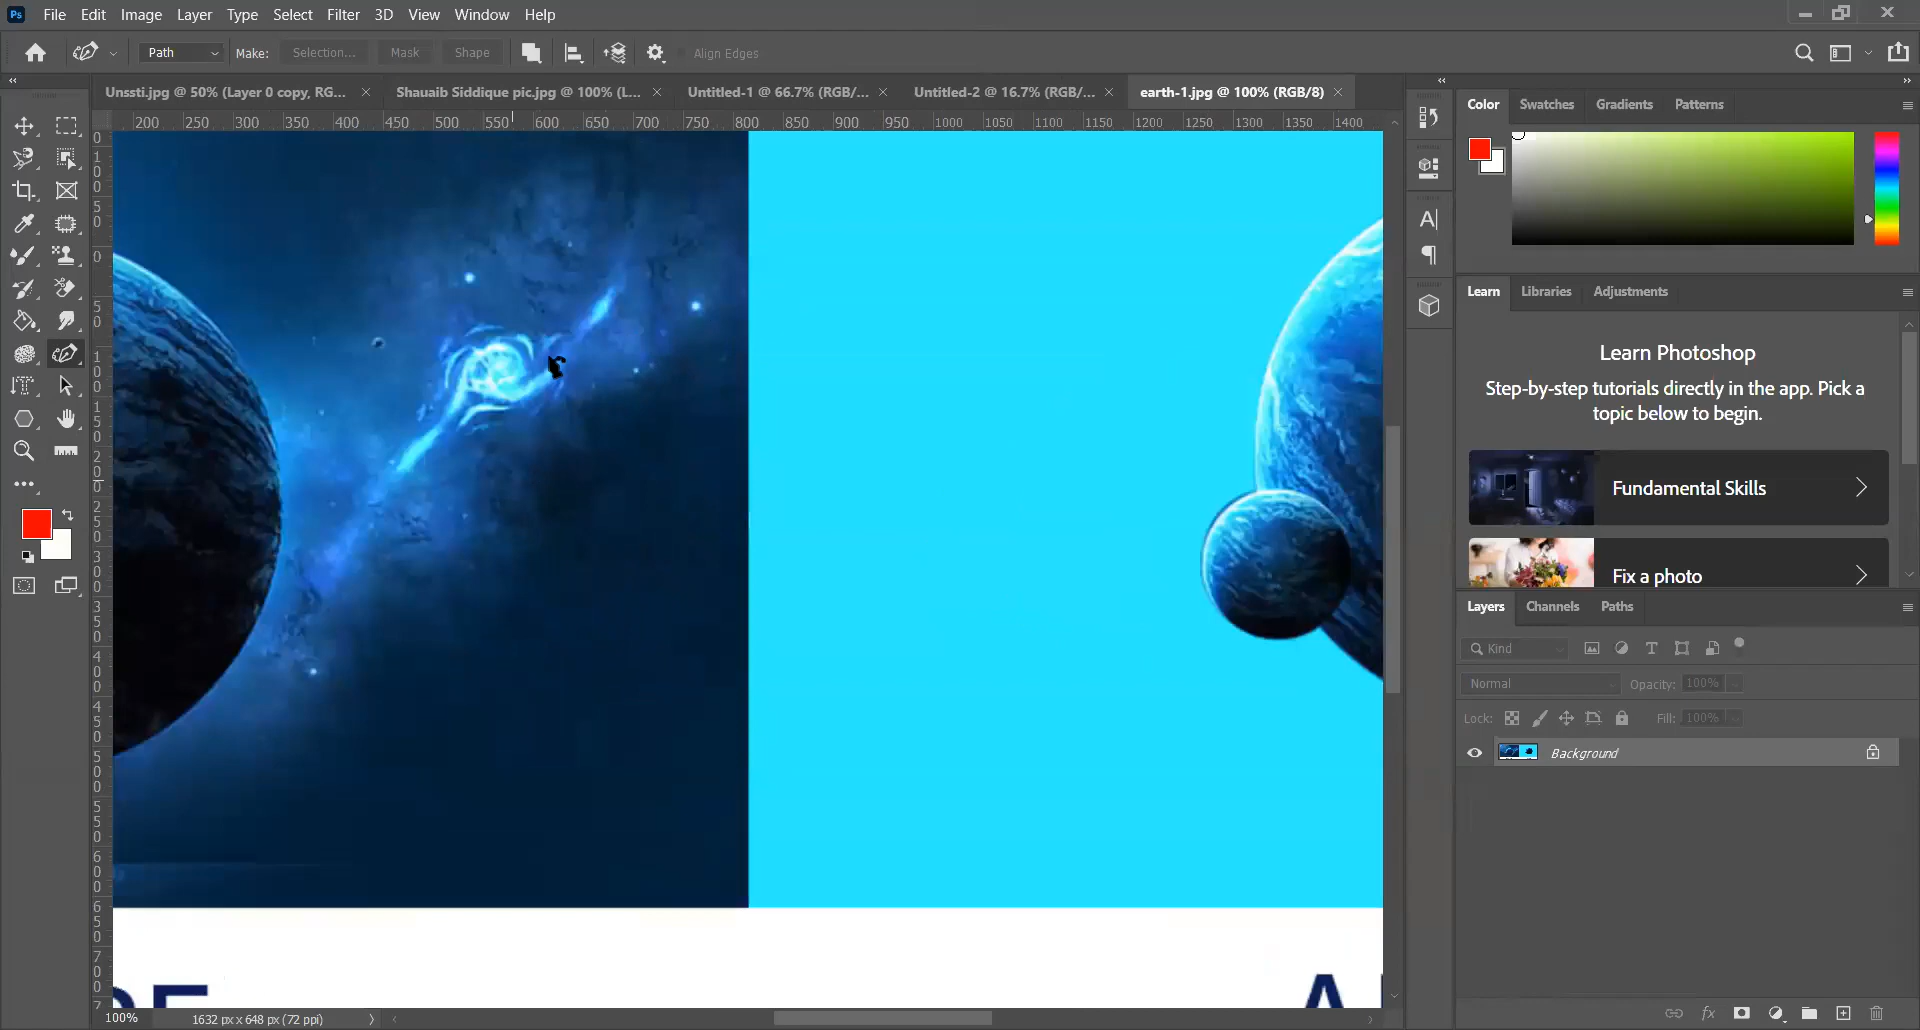 Ps File Edit Image Layer Type Select Filter 3D View Window Help
Path Make: Selection... Mask Shape Align Edges
Unssti.jpg @ 50% (Layer 0 copy, RG... Shauaib Siddique pic.jpg @ 100% (L... Untitled-1 @ 66.7% (RGB/... Untitled-2 @ 16.7% (RGB/... earth-1.jpg @ 100% (RGB/8)
200 250 300 350 400 450 500 550 600 650 700 750 800 850 900 950 1000 1050 1100 1150 1200 1250 1300 1350 1400
Color Swatches Gradients Patterns
Learn Libraries Adjustments
Learn Photoshop
Step-by-step tutorials directly in the app. Pick a
topic below to begin.
Fundamental Skills
Fix a photo
Layers Channels Paths
Kind
Normal Opacity: 100%
Lock: Fill: 100%
Background
fx
100% 1632 px x 648 px (72 ppi)